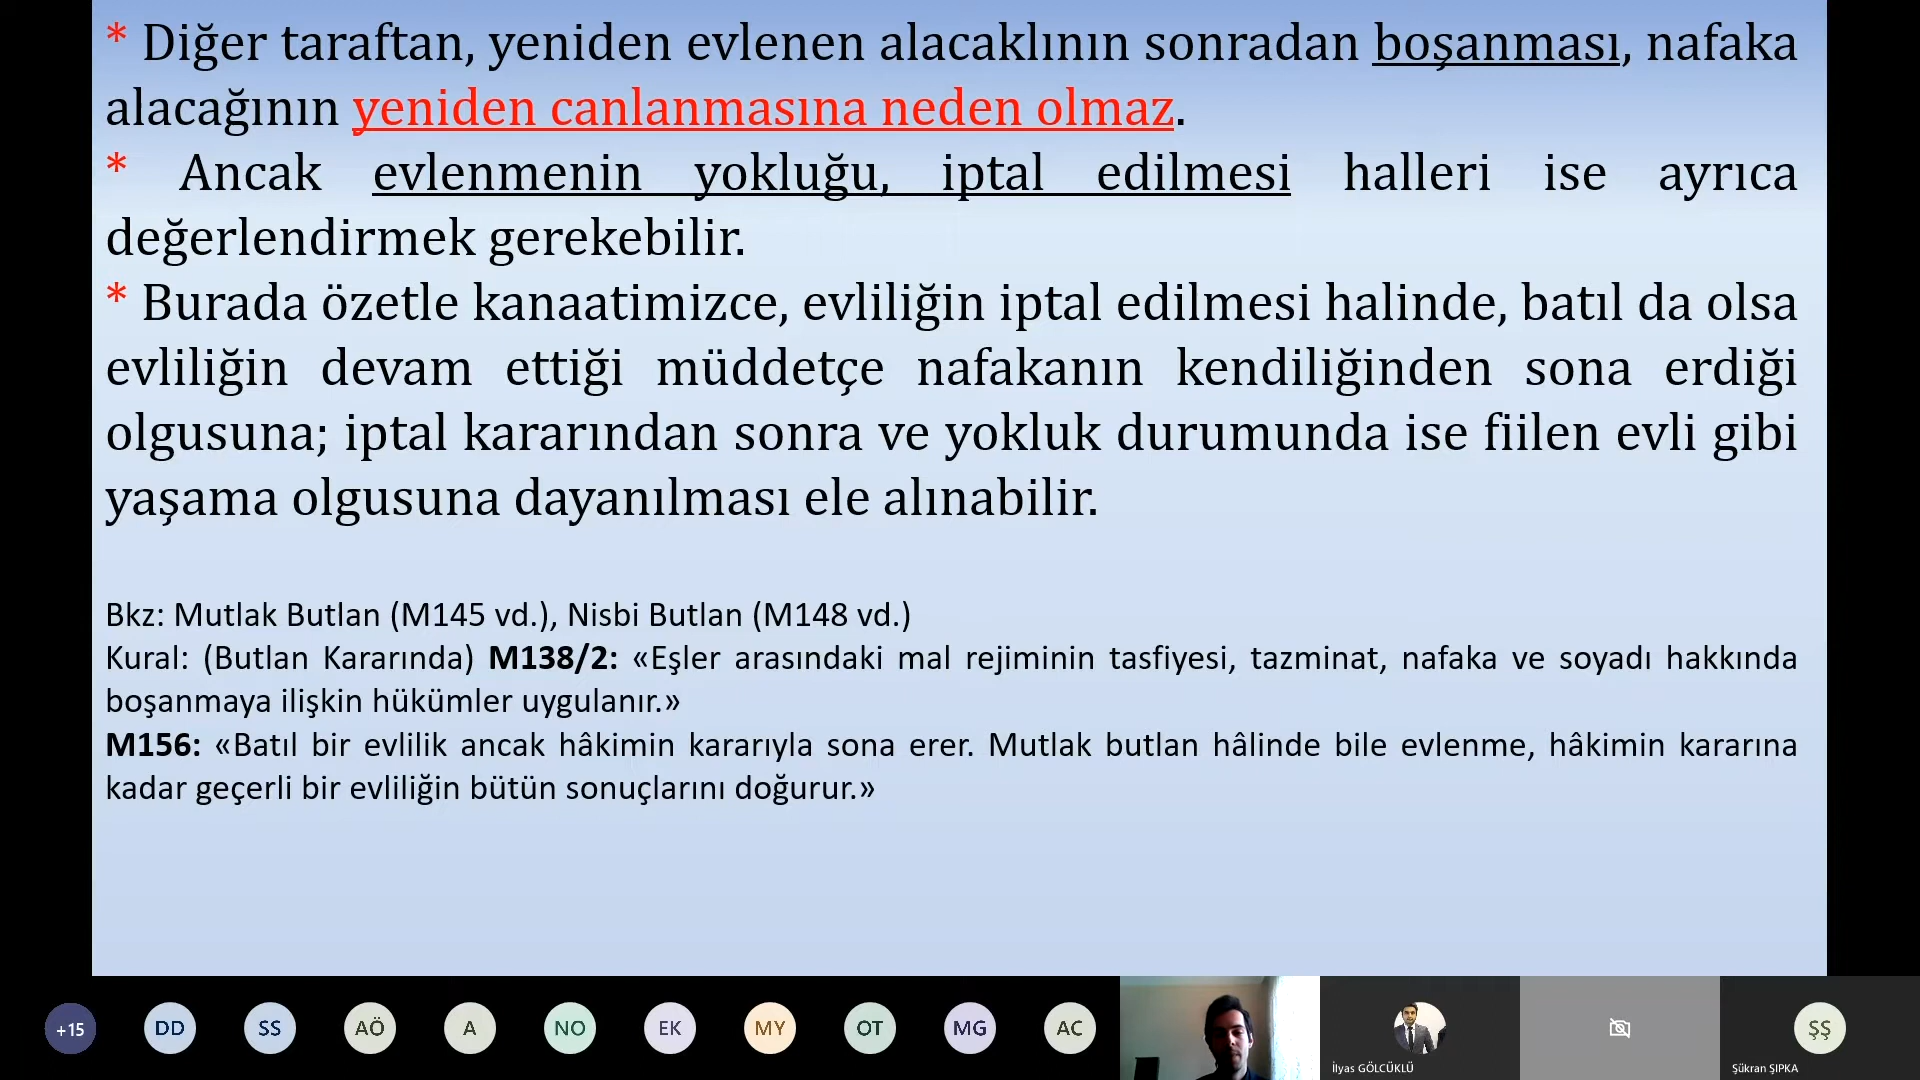 * Diğer taraftan, yeniden evlenen alacaklının sonradan boşanması, nafaka
alacağının yeniden canlanmasına neden olmaz.
* Ancak evlenmenin yokluğu, iptal edilmesi halleri ise ayrıca
değerlendirmek gerekebilir.
* Burada özetle kanaatimizce, evliliğin iptal edilmesi halinde, batıl da olsa
evliliğin devam ettiği müddetçe nafakanın kendiliğinden sona erdiği
olgusuna; iptal kararından sonra ve yokluk durumunda ise fiilen evli gibi
yaşama olgusuna dayanılması ele alınabilir.
Bkz: Mutlak Butlan (M145 vd.), Nisbi Butlan (M148 vd.)
Kural: (Butlan Kararında) M138/2: «Eşler arasındaki mal rejiminin tasfiyesi, tazminat, nafaka ve soyadı hakkında
boşanmaya ilişkin hükümler uygulanır.»
M156: «Batıl bir evlilik ancak hâkimin kararıyla sona erer. Mutlak butlan hâlinde bile evlenme, hâkimin kararına
kadar geçerli bir evliliğin bütün sonuçlarını doğurur.»
+15 DD SS AÖ A NO EK MY OT MG AC ŞŞ
İlyas GÖLCÜKLÜ Şükran ŞIPKA